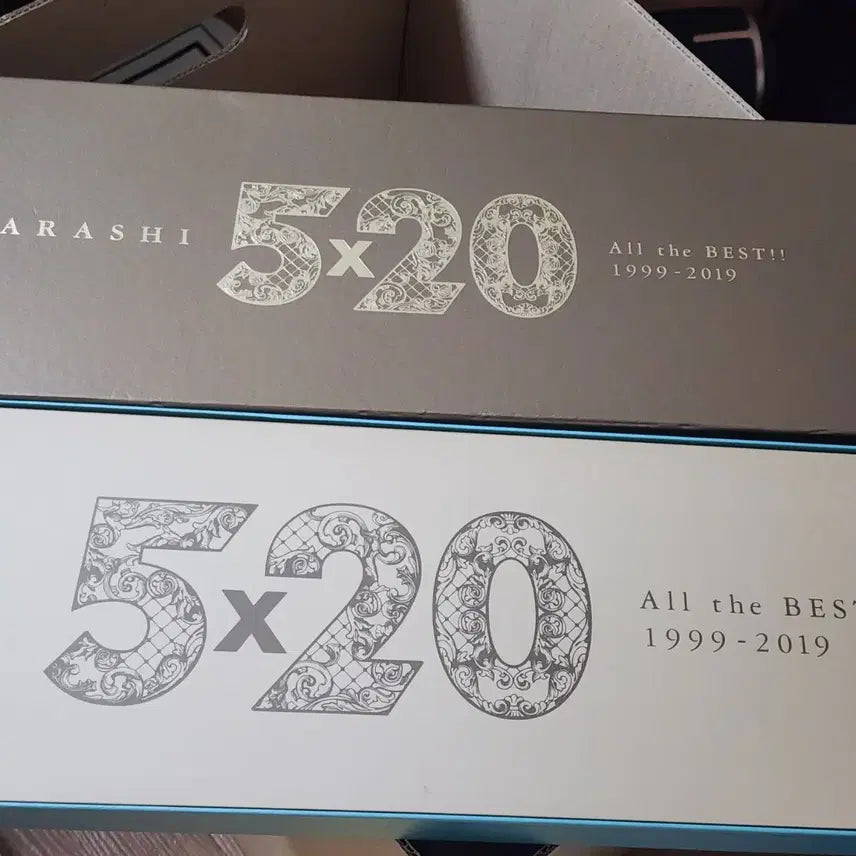 ARASHI
5x20
All the BEST!!
1999-2019
5x20
All the BES
1999-2019